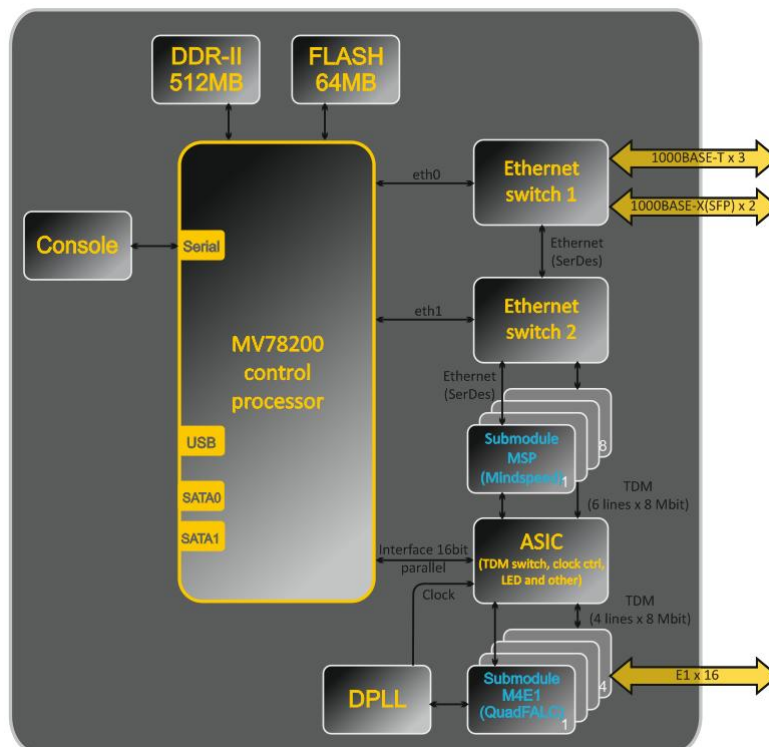 DDR-II
512MB
FLASH
64MB
eth0
Ethernet
switch 1
1000BASE-T x 3
1000BASE-X(SFP) x 2
Console
Serial
Ethernet
(SerDes)
eth1
Ethernet
switch 2
MV78200
control
processor
Ethernet
(SerDes)
USB
Submodule
MSP
(Mindspeed)
1
8
SATA0
SATA1
TDM
(6 lines x 8 Mbit)
Interface 16bit
parallel
ASIC
(TDM switch, clock ctrl,
LED and other)
Clock
TDM
(4 lines x 8 Mbit)
DPLL
Submodule
M4E1
(QuadFALC)
1
4
E1 x 16